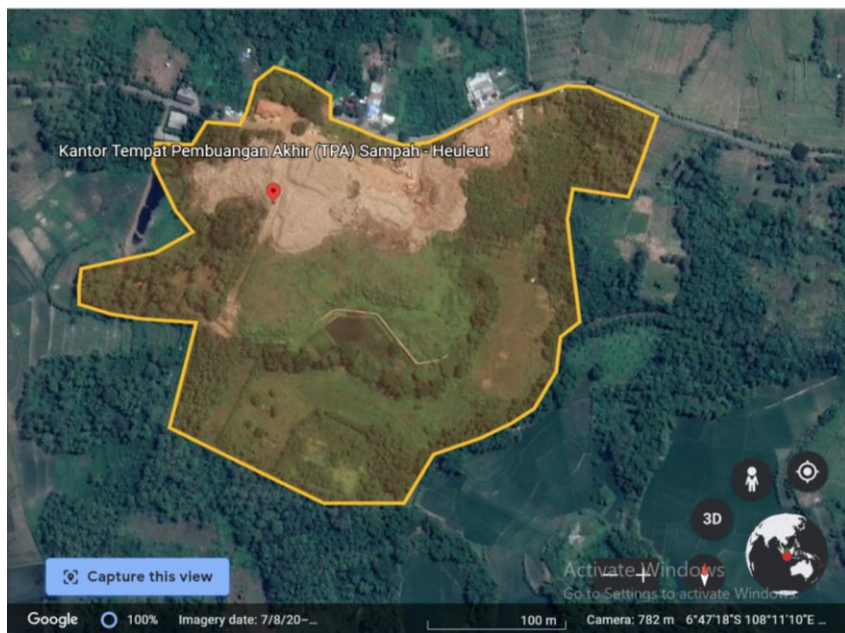 Kantor Tempat Pembuangan Akhir (TPA) Sampah - Heuleut
3D
Capture this view
Activate Windows
Go to Settings to activate Windows.
Google 100% Imagery date: 7/8/20–... 100 m Camera: 782 m 6°47'18"S 108°11'10"E ...